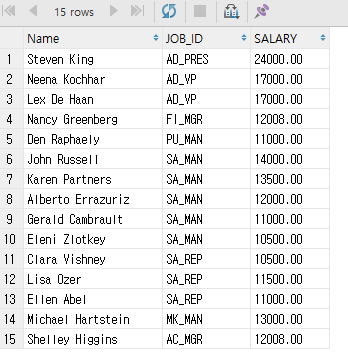 15 rows
Name JOB_ID SALARY
1 Steven King AD_PRES 24000.00
2 Neena Kochhar AD_VP 17000.00
3 Lex De Haan AD_VP 17000.00
4 Nancy Greenberg FI_MGR 12008.00
5 Den Raphaely PU_MAN 11000.00
6 John Russell SA_MAN 14000.00
7 Karen Partners SA_MAN 13500.00
8 Alberto Errazuriz SA_MAN 12000.00
9 Gerald Cambrault SA_MAN 11000.00
10 Eleni Zlotkey SA_MAN 10500.00
11 Clara Vishney SA_REP 10500.00
12 Lisa Ozer SA_REP 11500.00
13 Ellen Abel SA_REP 11000.00
14 Michael Hartstein MK_MAN 13000.00
15 Shelley Higgins AC_MGR 12008.00